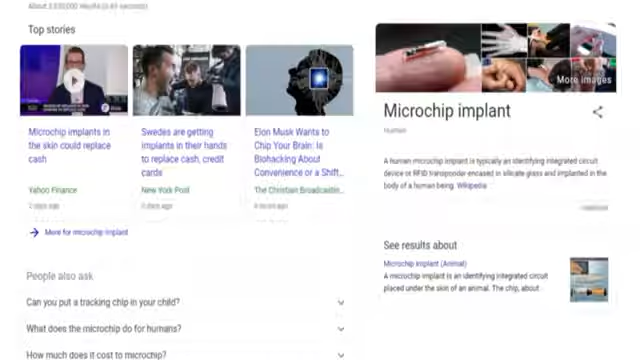 Top stories
Microchip implants in
the skin could replace
cash
Yahoo Finance
2 days ago
Swedes are getting
implants in their hands
to replace cash, credit
cards
New York Post
days ago
Elon Musk Wants to
Chip Your Brain: Is
Biohacking About
Convenience or a Shift...
The Christian Broadcastin...
More for microchip implant
People also ask
Can you put a tracking chip in your child?
What does the microchip do for humans?
How much does it cost to microchip?
More images
Microchip implant
Human
A human microchip implant is typically an identifying integrated circuit
device or RFID transponder encased in silicate glass and implanted in the
body of a human being. Wikipedia
See results about
Microchip implant (Animal)
A microchip implant is an identifying integrated circuit
placed under the skin of an animal. The chip, about